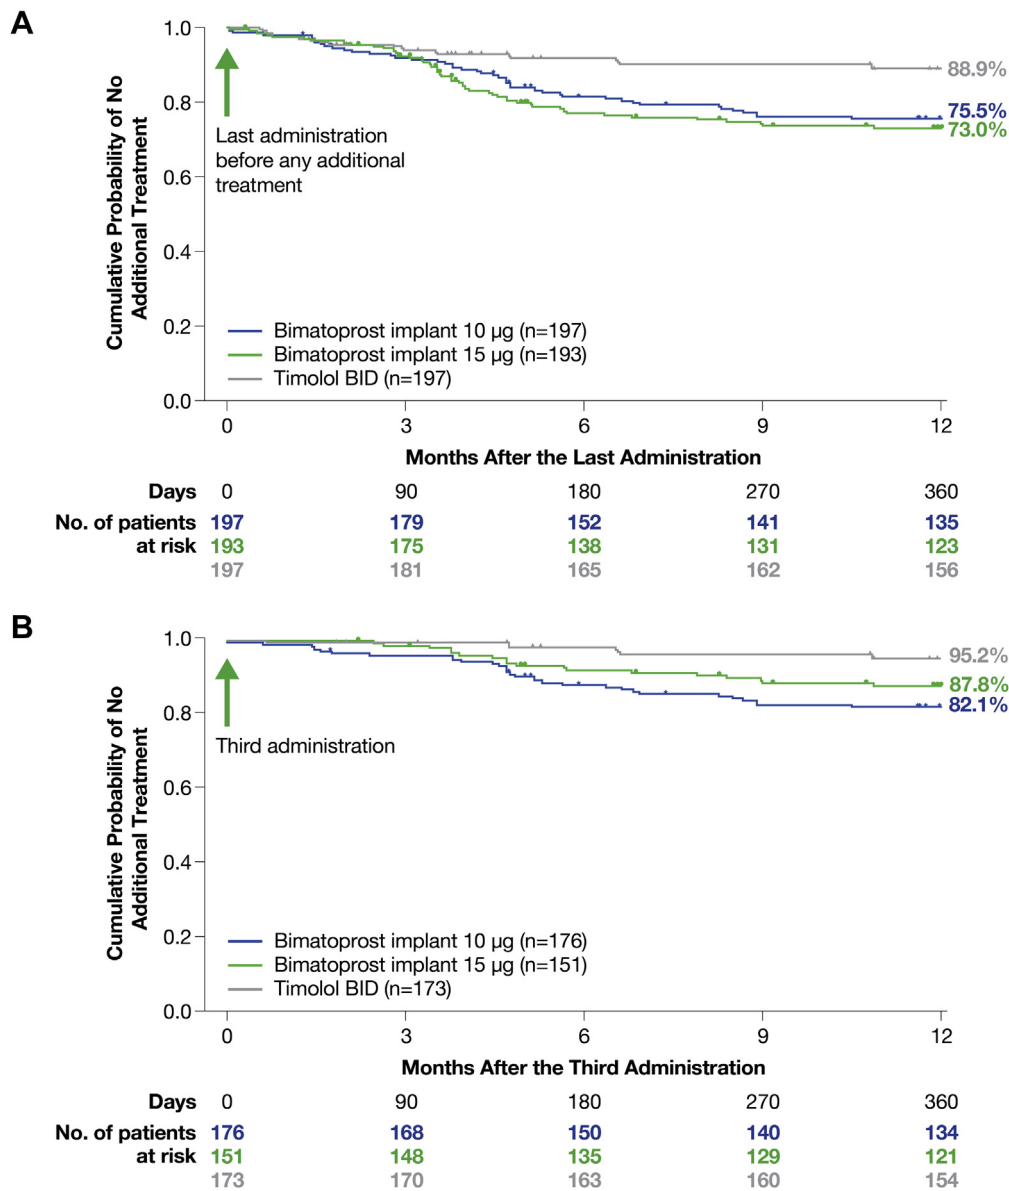 A
Cumulative Probability of No
Additional Treatment
1.0
0.8
0.6
0.4
0.2
0.0
Last administration
before any additional
treatment
88.9%
75.5%
73.0%
Bimatoprost implant 10 µg (n=197)
Bimatoprost implant 15 µg (n=193)
Timolol BID (n=197)
0 3 6 9 12
Months After the Last Administration
Days 0 90 180 270 360
No. of patients 197 179 152 141 135
at risk 193 175 138 131 123
197 181 165 162 156
B
Cumulative Probability of No
Additional Treatment
1.0
0.8
0.6
0.4
0.2
0.0
Third administration
95.2%
87.8%
82.1%
Bimatoprost implant 10 µg (n=176)
Bimatoprost implant 15 µg (n=151)
Timolol BID (n=173)
0 3 6 9 12
Months After the Third Administration
Days 0 90 180 270 360
No. of patients 176 168 150 140 134
at risk 151 148 135 129 121
173 170 163 160 154